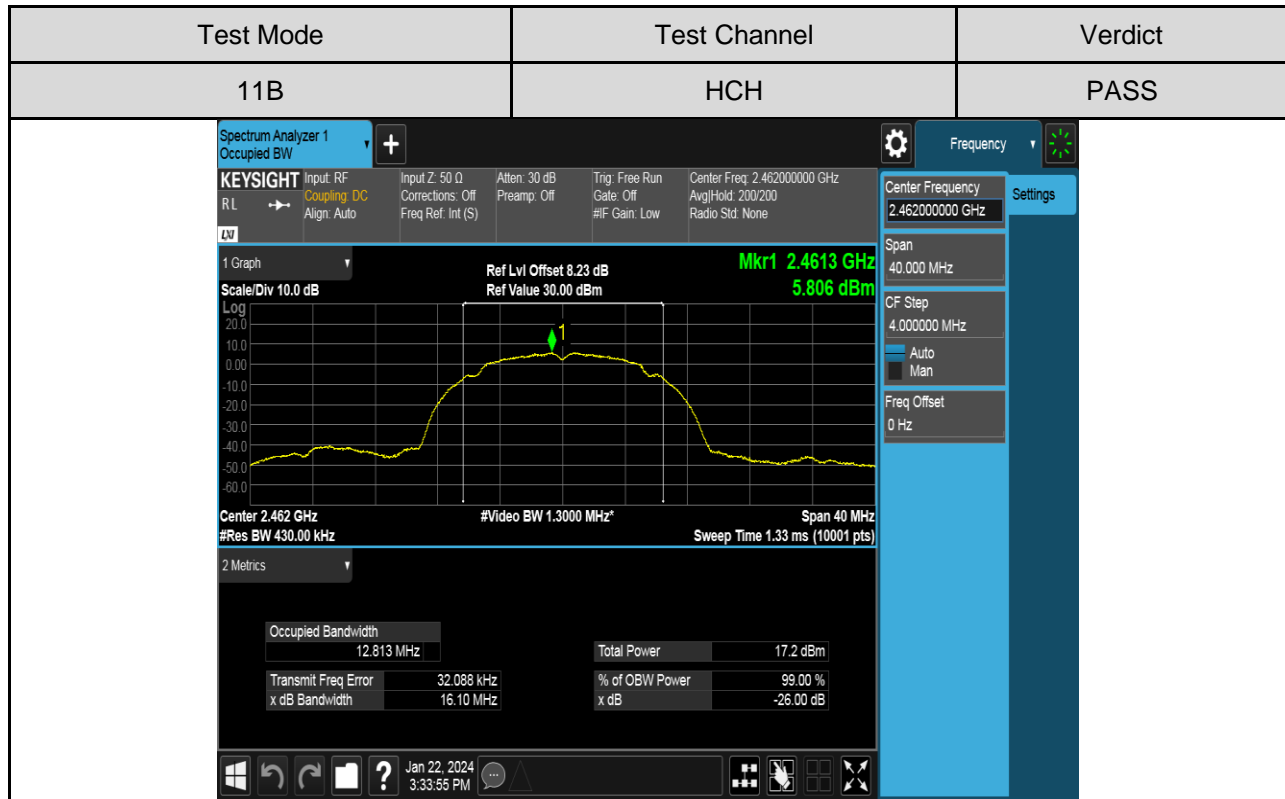 Test Mode Test Channel Verdict
11B HCH PASS
Spectrum Analyzer 1
Occupied BW
+
Frequency
KEYSIGHT Input: RF Input Z: 50 Ω Atten: 30 dB Trig: Free Run Center Freq: 2.462000000 GHz
RL Coupling: DC Corrections: Off Preamp: Off Gate: Off Avg|Hold: 200/200
Align: Auto Freq Ref: Int (S) #IF Gain: Low Radio Std: None
LXI
Center Frequency
2.462000000 GHz
Settings
Span
40.000 MHz
CF Step
4.000000 MHz
Auto
Man
Freq Offset
0 Hz
1 Graph
Ref Lvl Offset 8.23 dB Mkr1 2.4613 GHz
Scale/Div 10.0 dB Ref Value 30.00 dBm 5.806 dBm
Log
20.0
10.0
0.00
-10.0
-20.0
-30.0
-40.0
-50.0
-60.0
1
Center 2.462 GHz #Video BW 1.3000 MHz* Span 40 MHz
#Res BW 430.00 kHz Sweep Time 1.33 ms (10001 pts)
2 Metrics
Occupied Bandwidth
12.813 MHz Total Power 17.2 dBm
Transmit Freq Error 32.088 kHz % of OBW Power 99.00 %
x dB Bandwidth 16.10 MHz x dB -26.00 dB
? Jan 22, 2024
3:33:55 PM